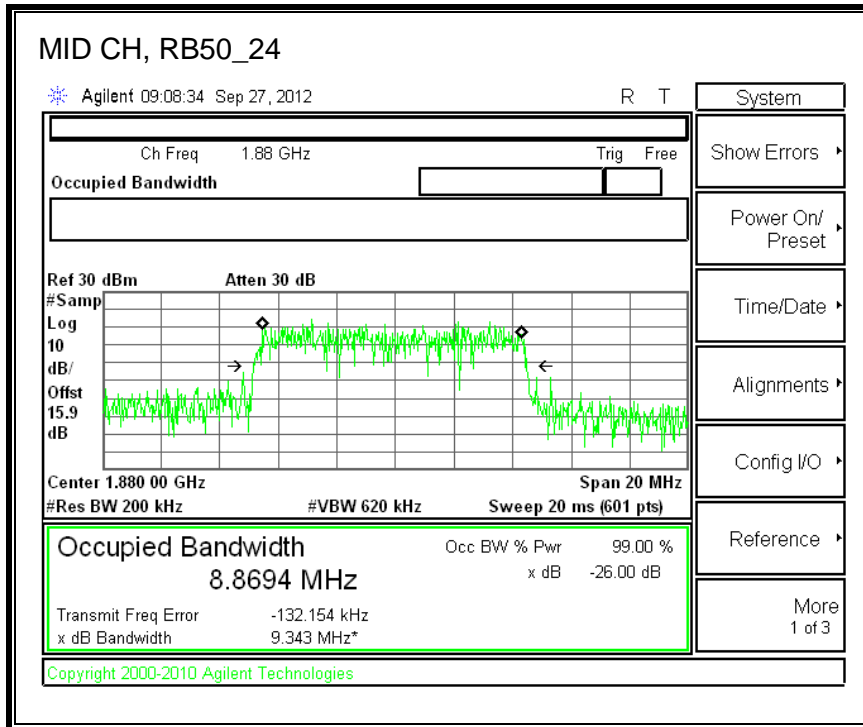 MID CH, RB50_24
Agilent 09:08:34 Sep 27, 2012 R T
System
Ch Freq 1.88 GHz Trig Free
Occupied Bandwidth
Show Errors
Power On/
Preset
Time/Date
Alignments
Config I/O
Reference
More
1 of 3
Ref 30 dBm Atten 30 dB
#Samp
Log
10
dB/
Offst
15.9
dB
Center 1.880 00 GHz Span 20 MHz
#Res BW 200 kHz #VBW 620 kHz Sweep 20 ms (601 pts)
Occupied Bandwidth Occ BW % Pwr 99.00 %
8.8694 MHz x dB -26.00 dB
Transmit Freq Error -132.154 kHz
x dB Bandwidth 9.343 MHz*
Copyright 2000-2010 Agilent Technologies